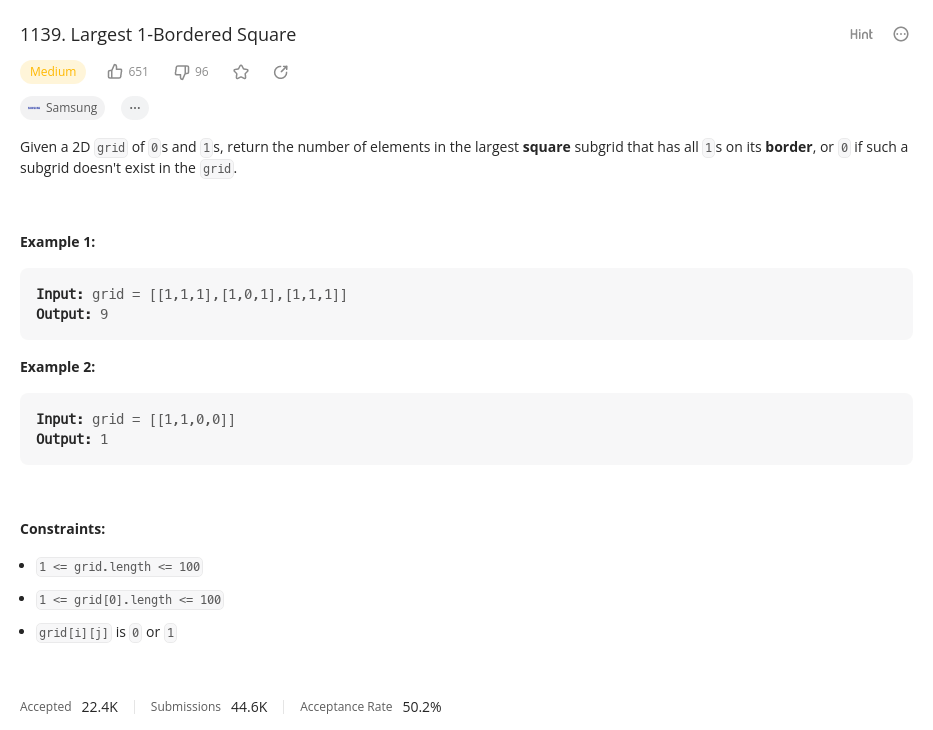 1139. Largest 1-Bordered Square
Hint
Medium 651 96
Samsung ...
Given a 2D grid of 0s and 1s, return the number of elements in the largest square subgrid that has all 1s on its border, or 0 if such a
subgrid doesn't exist in the grid.
Example 1:
Input: grid = [[1,1,1],[1,0,1],[1,1,1]]
Output: 9
Example 2:
Input: grid = [[1,1,0,0]]
Output: 1
Constraints:
• 1 <= grid.length <= 100
• 1 <= grid[0].length <= 100
• grid[i][j] is 0 or 1
Accepted 22.4K Submissions 44.6K Acceptance Rate 50.2%